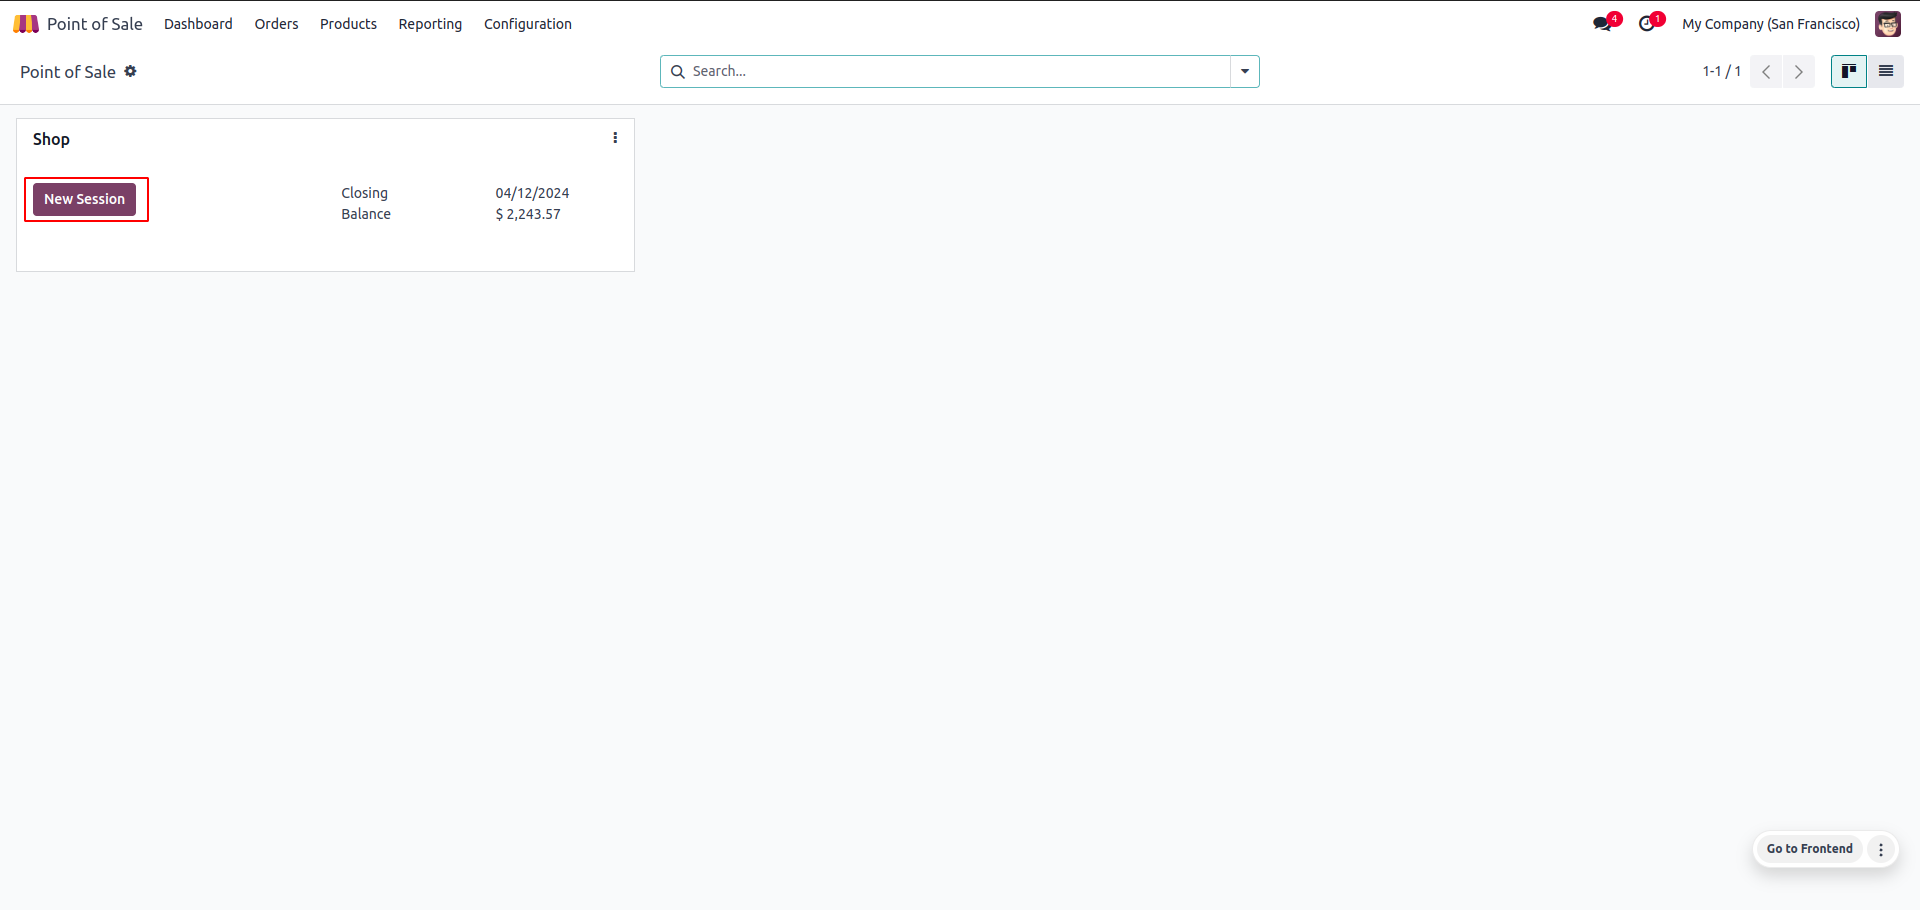 Point of Sale Dashboard Orders Products Reporting Configuration 4 1 My Company (San Francisco)
Point of Sale Search... 1-1 / 1
Shop
New Session Closing 04/12/2024
Balance $ 2,243.57
Go to Frontend